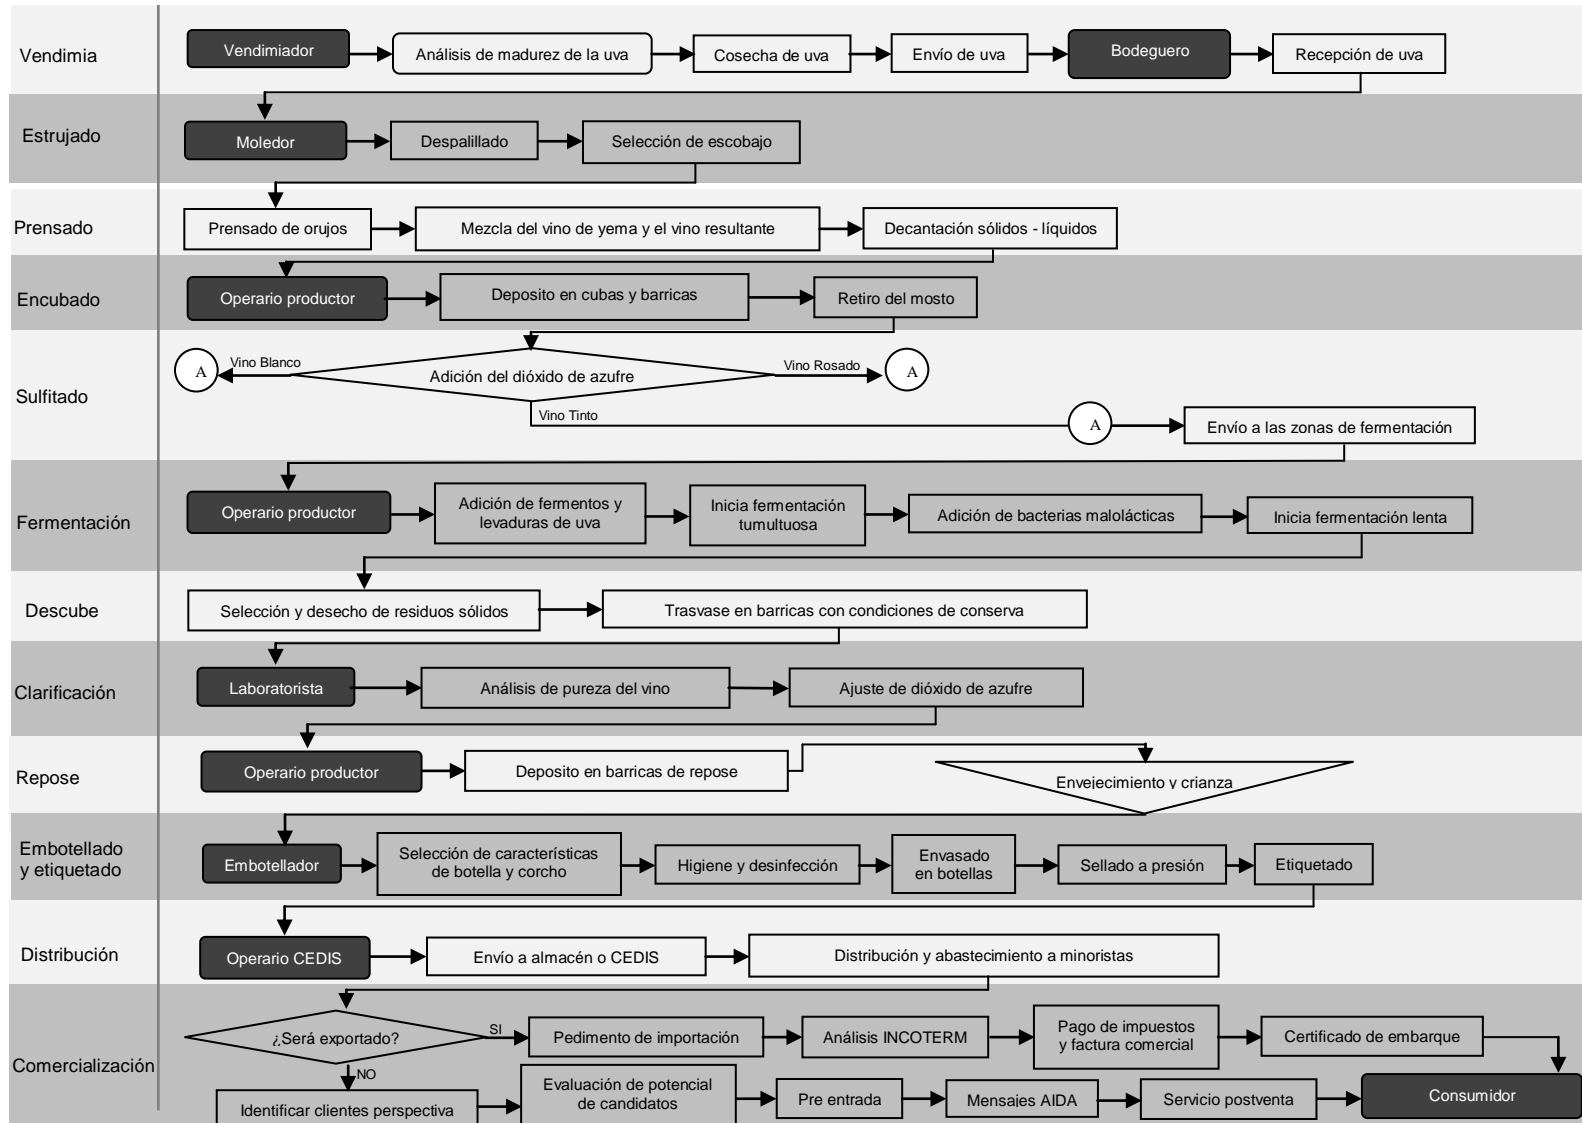 Vendimia
Vendimiador
Análisis de madurez de la uva
Cosecha de uva
Envío de uva
Bodeguero
Recepción de uva
Estrujado
Moledor
Despalillado
Selección de escobajo
Prensado
Prensado de orujos
Mezcla del vino de yema y el vino resultante
Decantación sólidos - líquidos
Encubado
Operario productor
Deposito en cubas y barricas
Retiro del mosto
Sulfitado
A
Vino Blanco
Adición del dióxido de azufre
Vino Rosado
A
Vino Tinto
A
Envío a las zonas de fermentación
Fermentación
Operario productor
Adición de fermentos y
levaduras de uva
Inicia fermentación
tumultuosa
Adición de bacterias malolácticas
Inicia fermentación lenta
Descube
Selección y desecho de residuos sólidos
Trasvase en barricas con condiciones de conserva
Clarificación
Laboratorista
Análisis de pureza del vino
Ajuste de dióxido de azufre
Repose
Operario productor
Deposito en barricas de repose
Envejecimiento y crianza
Embotellado
y etiquetado
Embotellador
Selección de características
de botella y corcho
Higiene y desinfección
Envasado
en botellas
Sellado a presión
Etiquetado
Distribución
Operario CEDIS
Envío a almacén o CEDIS
Distribución y abastecimiento a minoristas
Comercialización
¿Será exportado?
SI
Pedimento de importación
Análisis INCOTERM
Pago de impuestos
y factura comercial
Certificado de embarque
NO
Identificar clientes perspectiva
Evaluación de potencial
de candidatos
Pre entrada
Mensajes AIDA
Servicio postventa
Consumidor